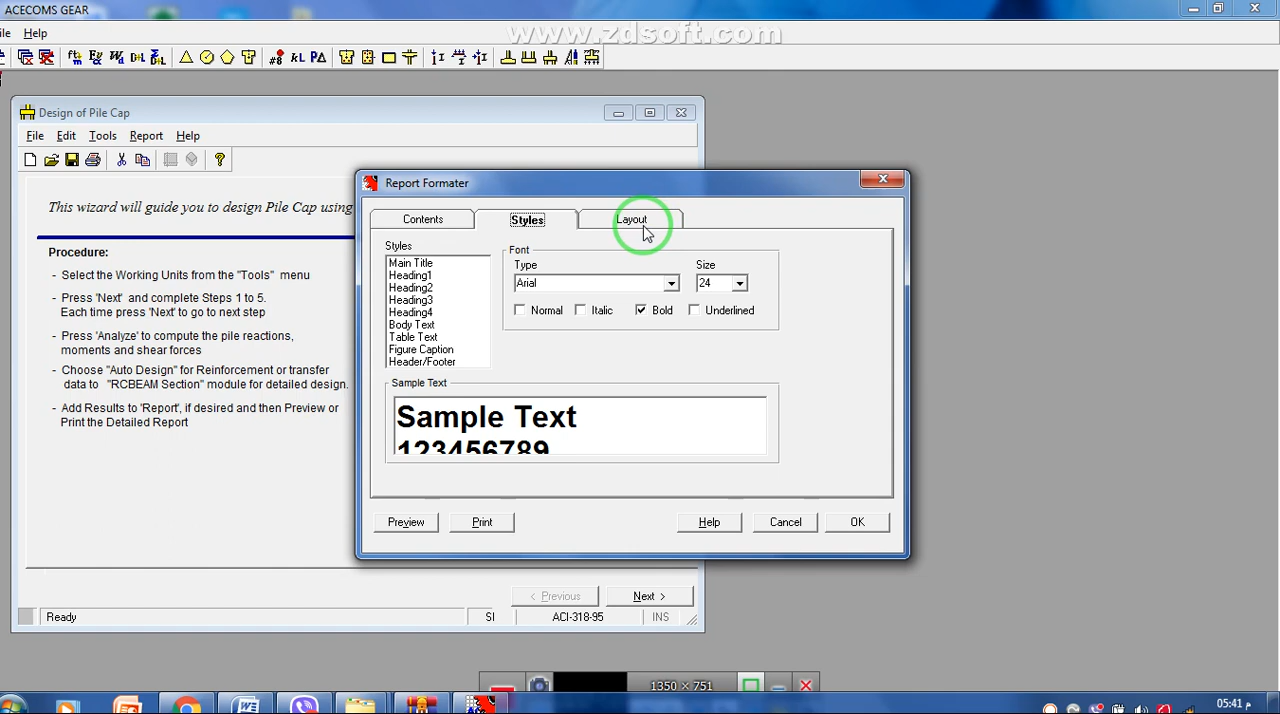 ACECOMS GEAR
www.zdsoft.com
ile Help
Design of Pile Cap
File Edit Tools Report Help
This wizard will guide you to design Pile Cap using
Procedure:
- Select the Working Units from the "Tools" menu
- Press 'Next' and complete Steps 1 to 5.
Each time press 'Next' to go to next step
- Press 'Analyze' to compute the pile reactions,
moments and shear forces
- Choose "Auto Design" for Reinforcement or transfer
data to "RCBEAM Section" module for detailed design.
- Add Results to 'Report', if desired and then Preview or
Print the Detailed Report
< Previous Next >
Ready SI ACI-318-95 INS
Report Formater
Contents Styles Layout
Styles
Main Title
Heading1
Heading2
Heading3
Heading4
Body Text
Table Text
Figure Caption
Header/Footer
Font
Type Size
Arial 24
Normal Italic Bold Underlined
Sample Text
Sample Text
123456789
Preview Print Help Cancel OK
1350 × 751
05:41 م